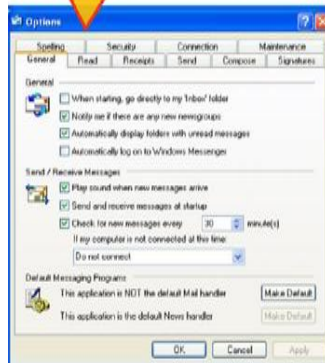 Options
Spelling Security Connection Maintenance
General Read Receipts Send Compose Signatures
General
When starting, go directly to my 'Inbox' folder
Notify me if there are any new newsgroups
Automatically display folders with unread messages
Automatically log on to Windows Messenger
Send / Receive Messages
Play sound when new messages arrive
Send and receive messages at startup
Check for new messages every 30 minute(s)
If my computer is not connected at this time:
Do not connect
Default Messaging Programs
This application is NOT the default Mail handler Make Default
This application is the default News handler Make Default
OK Cancel Apply